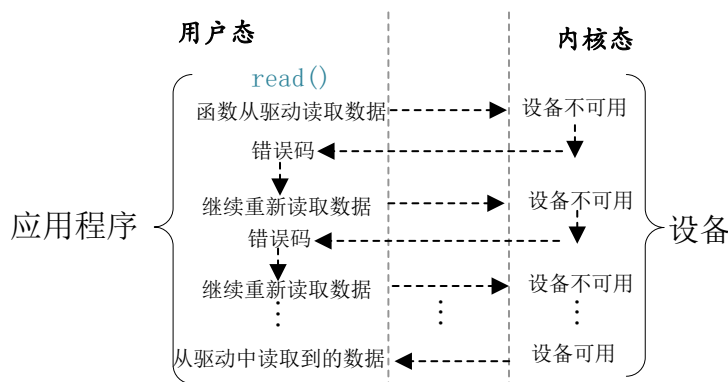 用户态 内核态
read()
函数从驱动读取数据 设备不可用
错误码
继续重新读取数据 设备不可用
应用程序 错误码 设备
继续重新读取数据 设备不可用
从驱动中读取到的数据 设备可用